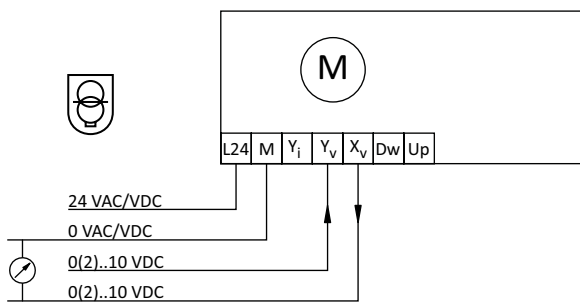 M
L24 M Yi Yv Xv Dw Up
24 VAC/VDC
0 VAC/VDC
0(2)..10 VDC
0(2)..10 VDC